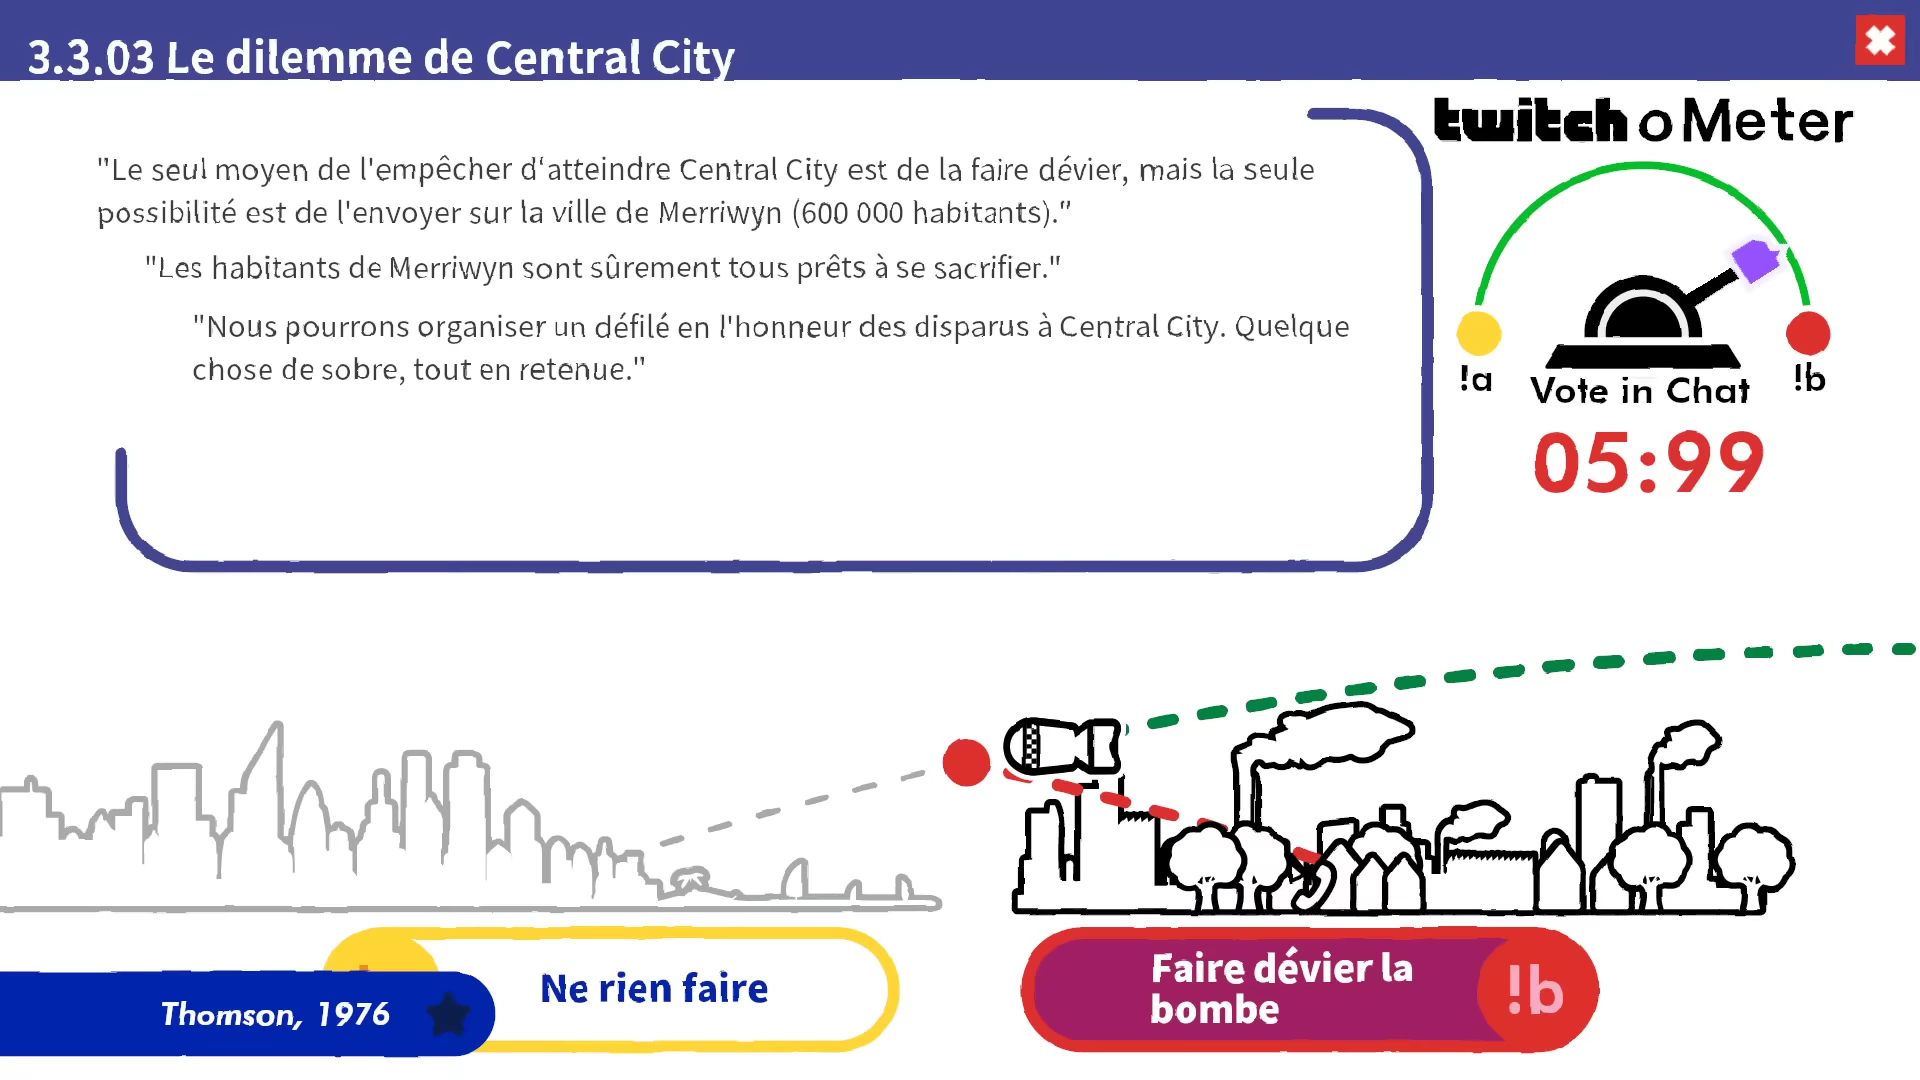 3.3.03 Le dilemme de Central City
"Le seul moyen de l'empêcher d'atteindre Central City est de la faire dévier, mais la seule
possibilité est de l'envoyer sur la ville de Merriwyn (600 000 habitants)."
"Les habitants de Merriwyn sont sûrement tous prêts à se sacrifier."
"Nous pourrons organiser un défilé en l'honneur des disparus à Central City. Quelque
chose de sobre, tout en retenue."
twitch o Meter
!a
!b
Vote in Chat
05:99
Ne rien faire
Faire dévier la
bombe
!b
Thomson, 1976